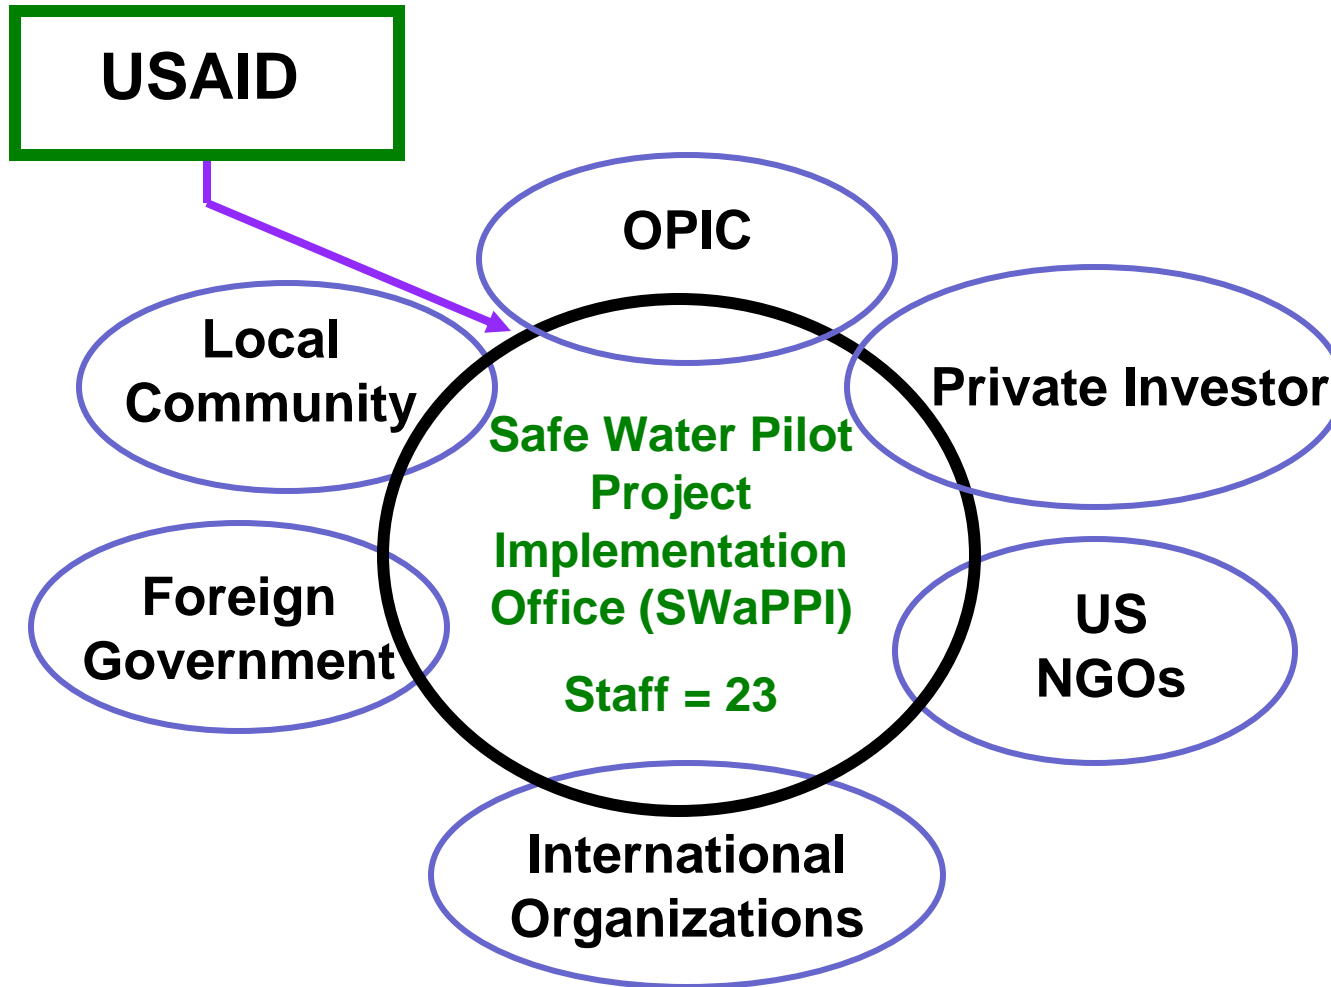 USAID
OPIC
Local
Community
Private Investor
Safe Water Pilot
Project
Implementation
Office (SWaPPI)
Staff = 23
Foreign
Government
US
NGOs
International
Organizations